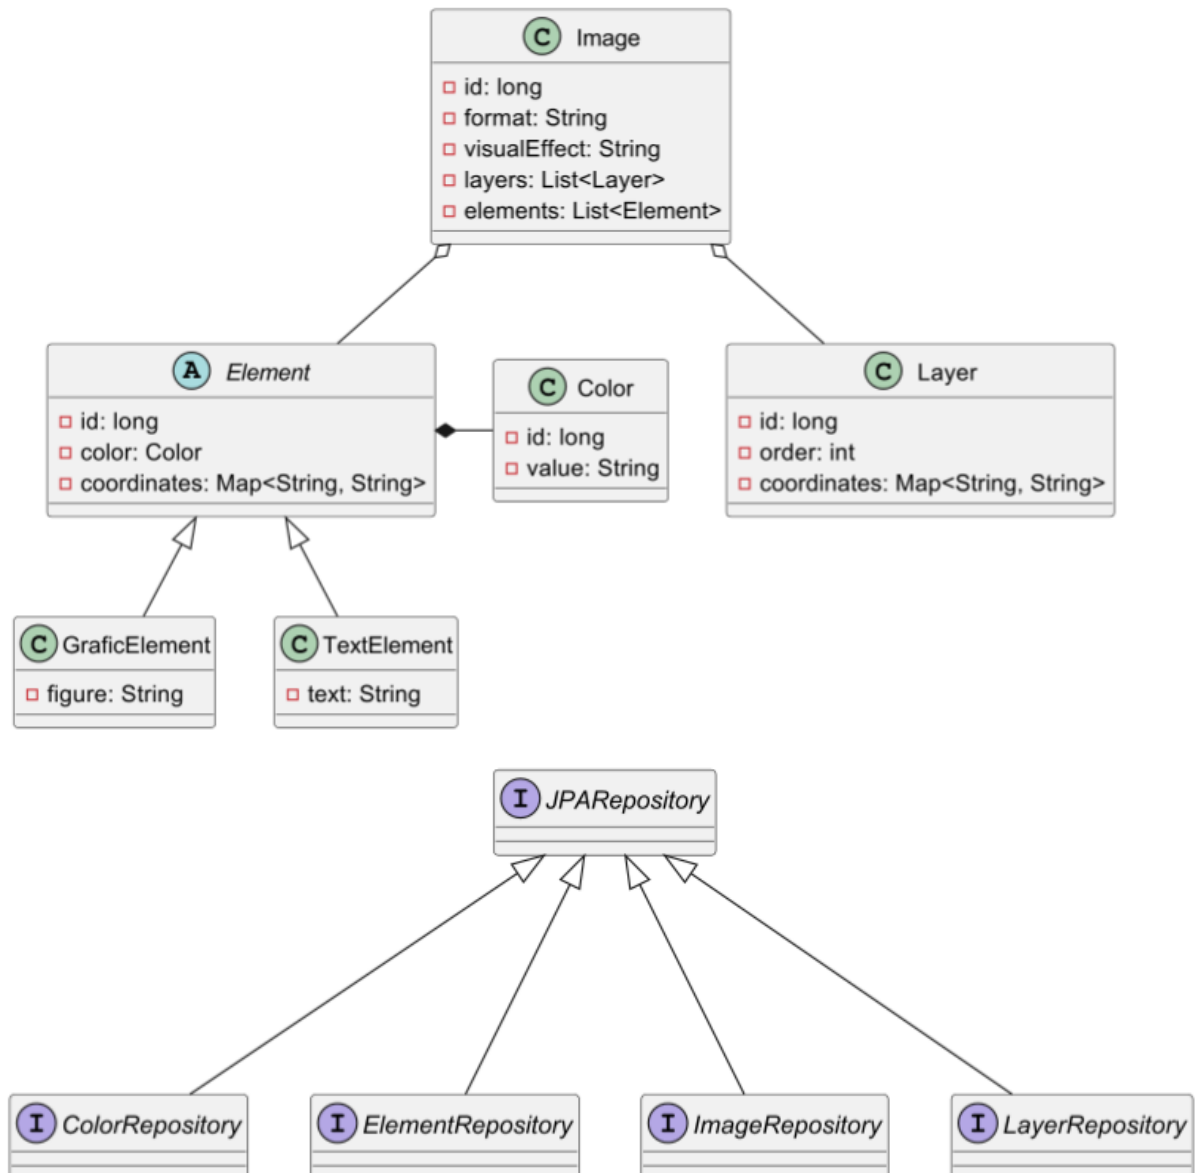 C Image
id: long
format: String
visualEffect: String
layers: List<Layer>
elements: List<Element>
A Element
id: long
color: Color
coordinates: Map<String, String>
C Color
id: long
value: String
C Layer
id: long
order: int
coordinates: Map<String, String>
C GraficElement
figure: String
C TextElement
text: String
I JPARepository
I ColorRepository
I ElementRepository
I ImageRepository
I LayerRepository